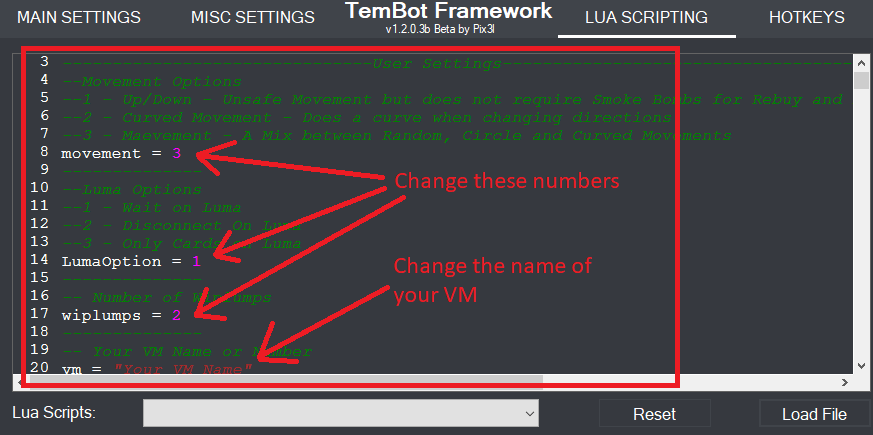 MAIN SETTINGS
MISC SETTINGS
TemBot Framework
v1.2.0.3b Beta by Pix3l
LUA SCRIPTING
HOTKEYS
3 ------------------------------User Settings------------------------------
4 --Movement Options
5 --1 - Up/Down - Unsafe Movement but does not require Smoke Bombs for Rebuy and
6 --2 - Curved Movement - Does a curve when changing directions
7 --3 - Maevement - A Mix between Random, Circle and Curved Movements
8 movement = 3
9 --------------
10 --Luma Options
11 --1 - Wait on Luma
12 --2 - Disconnect On Luma
13 --3 - Only Cards on Luma
14 LumaOption = 1
15 --------------
16 -- Number of Wiplumps
17 wiplumps = 2
18 --------------
19 -- Your VM Name or Number
20 vm = "Your VM Name"
Change these numbers
Change the name of
your VM
Lua Scripts:
Reset
Load File